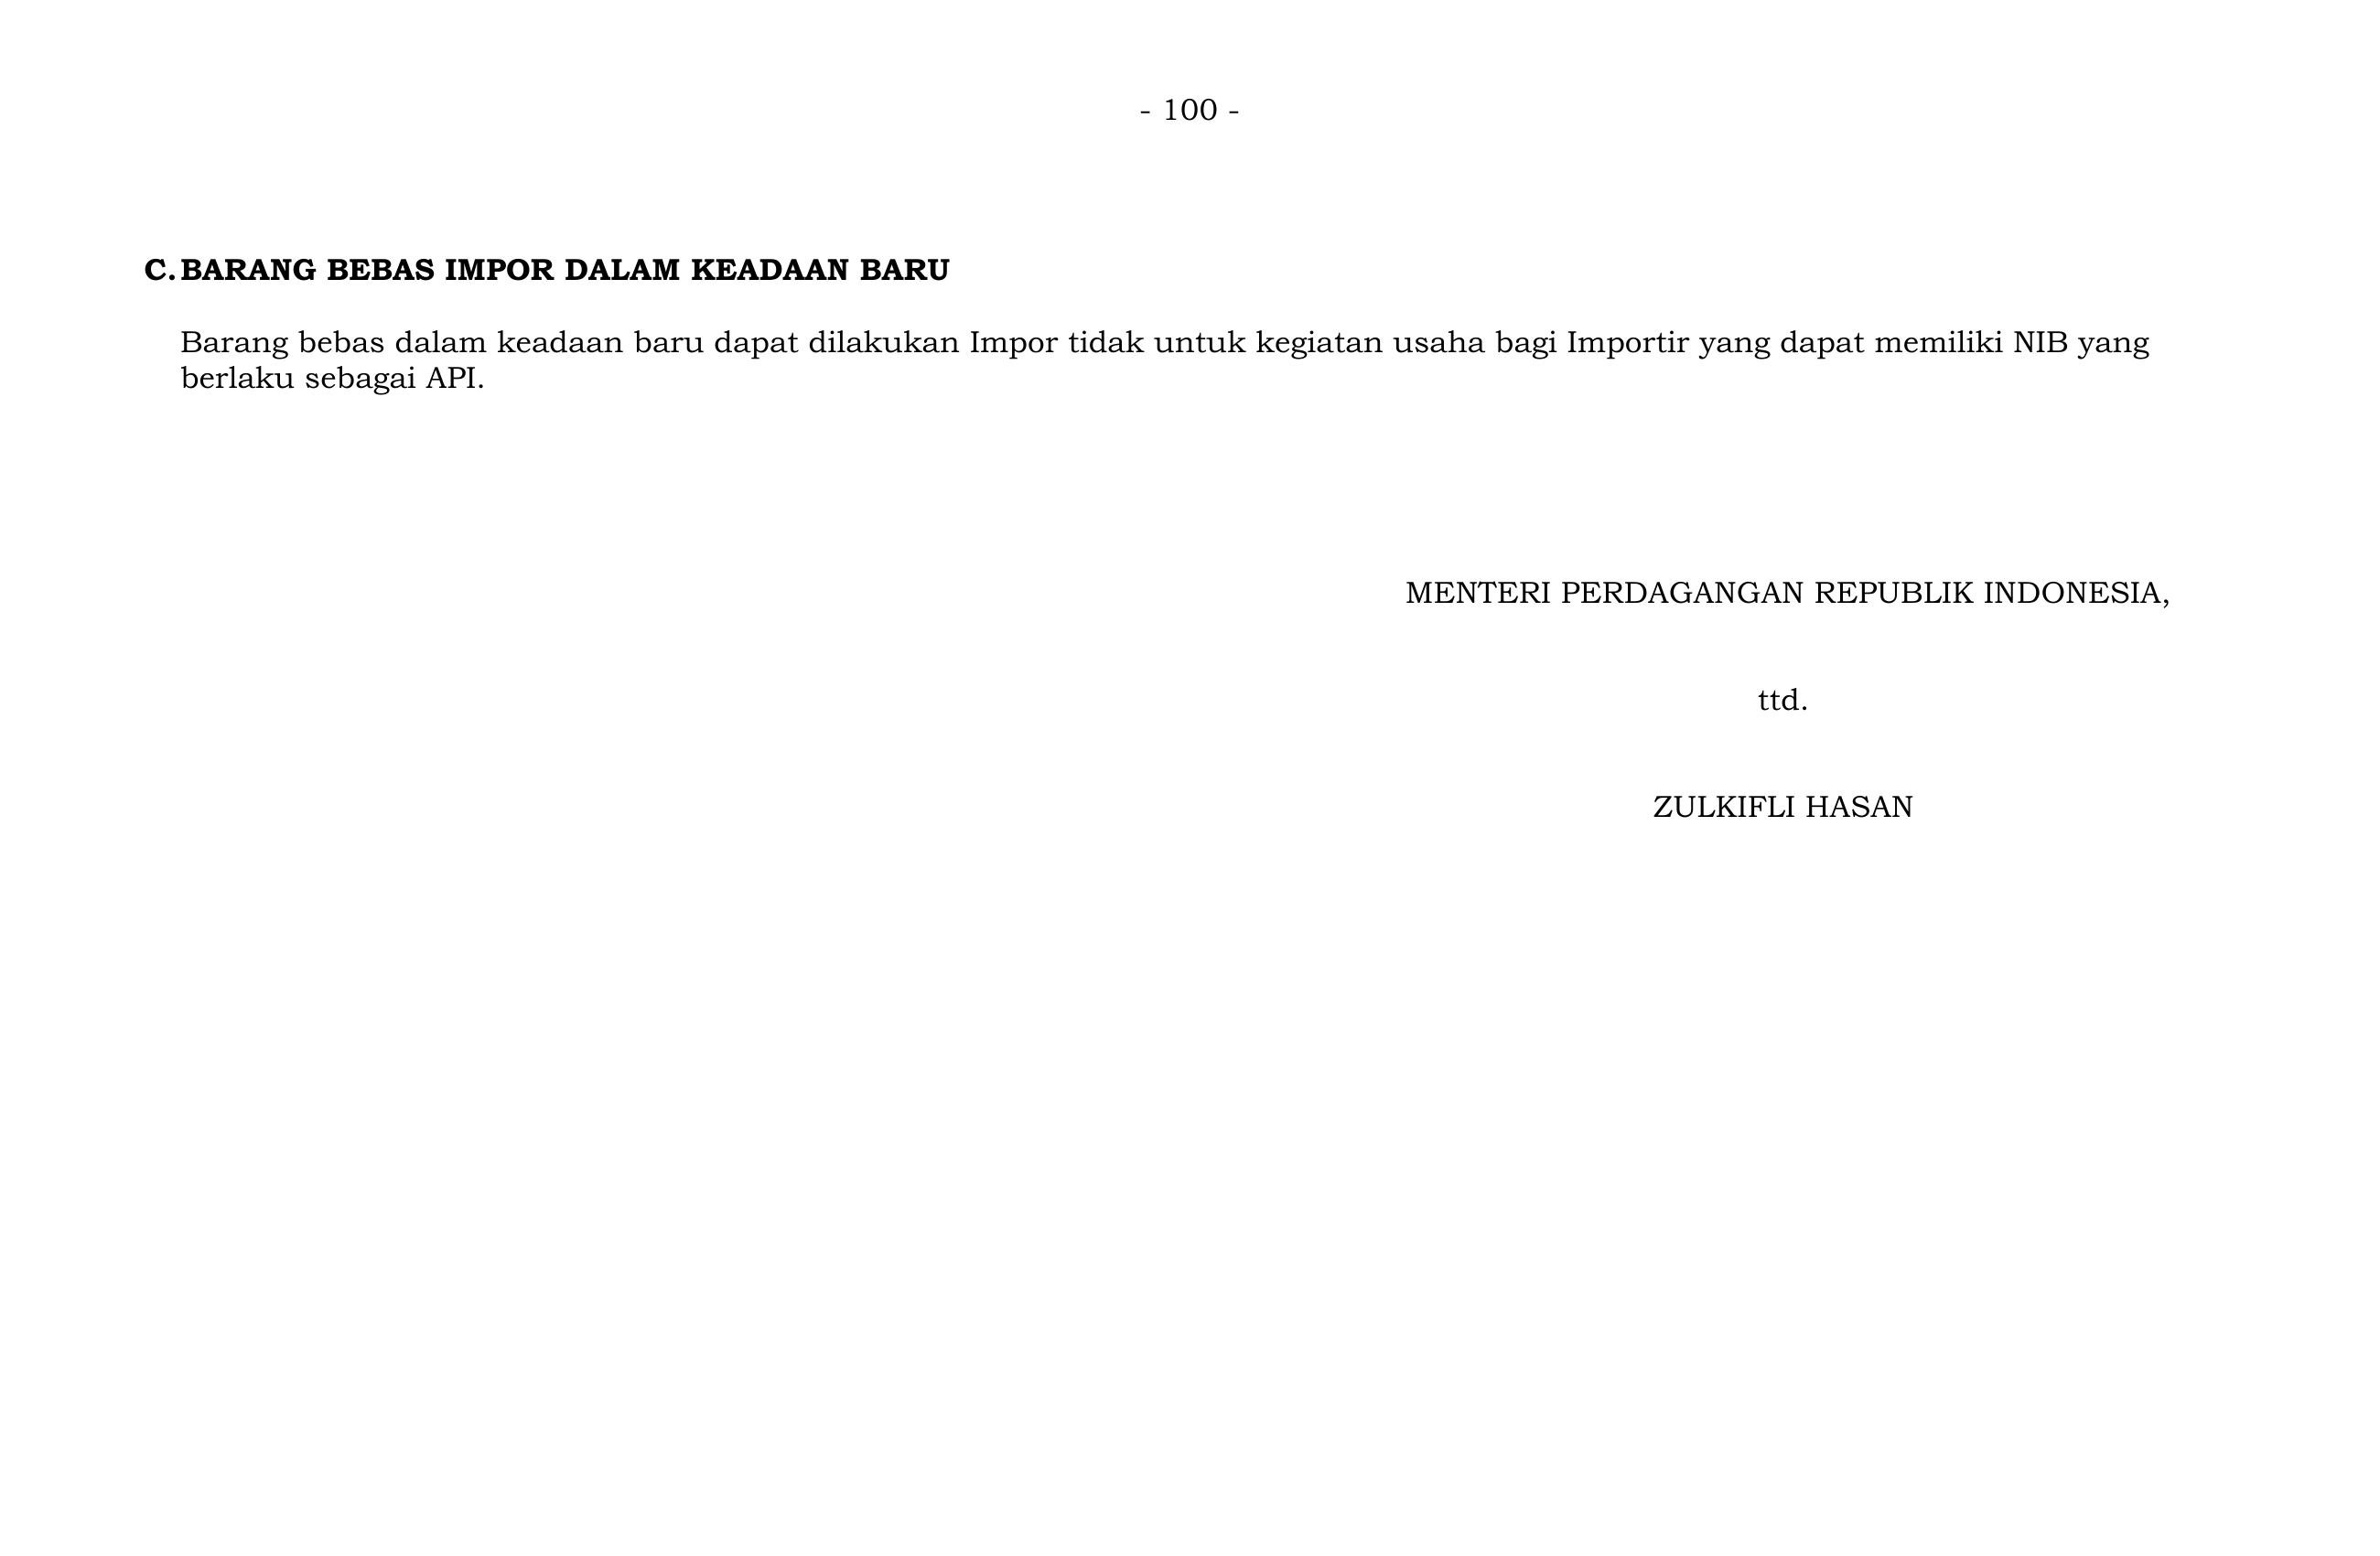 - 100 -
C. BARANG BEBAS IMPOR DALAM KEADAAN BARU
Barang bebas dalam keadaan baru dapat dilakukan Impor tidak untuk kegiatan usaha bagi Importir yang dapat memiliki NIB yang
berlaku sebagai API.
MENTERI PERDAGANGAN REPUBLIK INDONESIA,
ttd.
ZULKIFLI HASAN